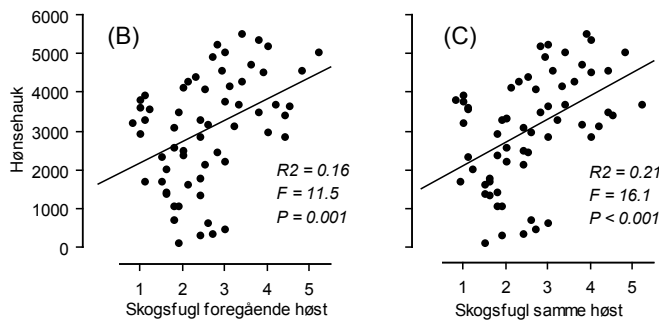 (B)
(C)
6000
5000
4000
3000
2000
1000
0
Hønsehauk
R2 = 0.16
F = 11.5
P = 0.001
R2 = 0.21
F = 16.1
P < 0.001
1 2 3 4 5
1 2 3 4 5
Skogsfugl foregående høst
Skogsfugl samme høst